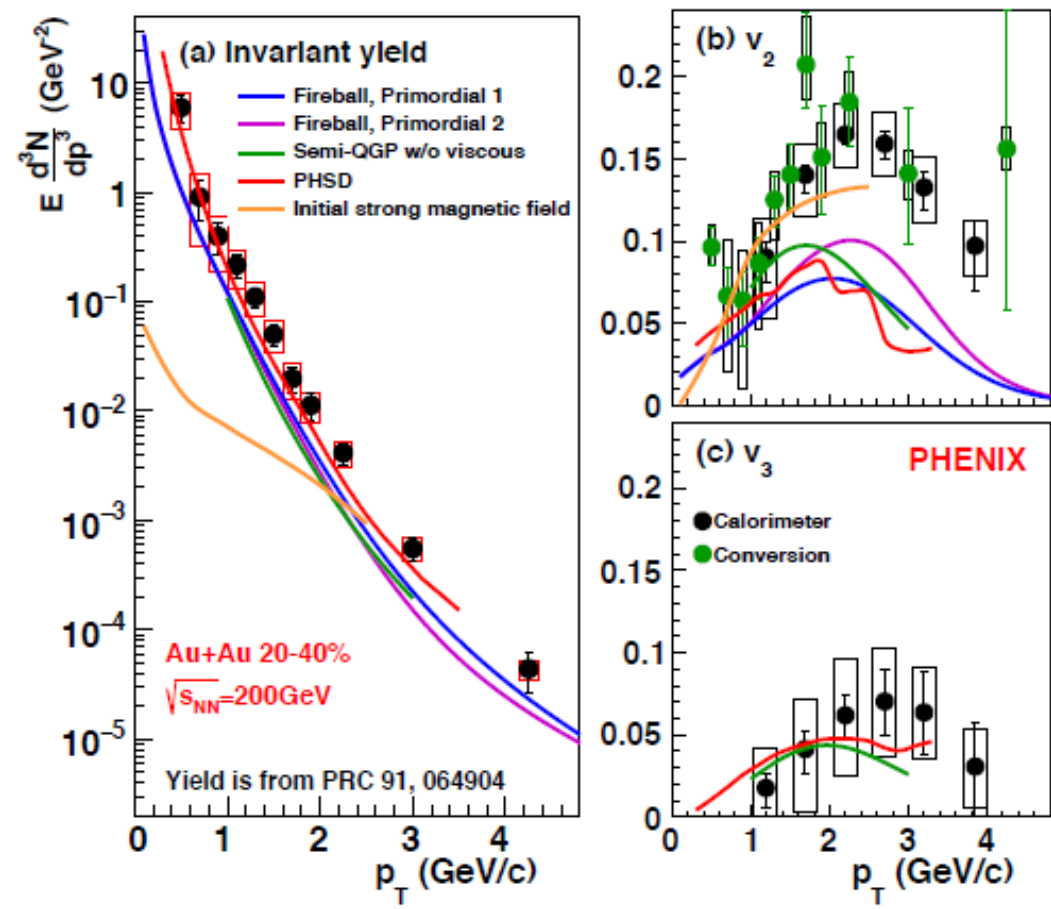 (a) Invariant yield
Fireball, Primordial 1
Fireball, Primordial 2
Semi-QGP w/o viscous
PHSD
Initial strong magnetic field
E d³N/dp³ (GeV⁻²)
10
1
10⁻¹
10⁻²
10⁻³
10⁻⁴
10⁻⁵
Au+Au 20-40%
√s_NN=200GeV
Yield is from PRC 91, 064904
0 1 2 3 4
p_T (GeV/c)
(b) v₂
0.2
0.15
0.1
0.05
0
(c) v₃
PHENIX
Calorimeter
Conversion
0.2
0.1
0.05
0
0 1 2 3 4
p_T (GeV/c)